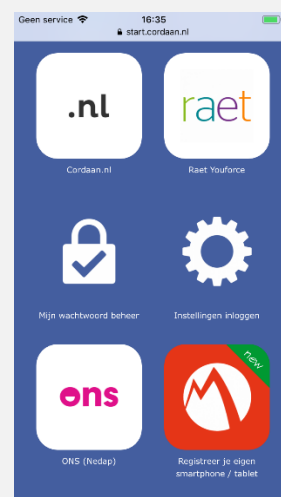 Geen service 16:35
start.cordaan.nl
.nl raet
Cordaan.nl Raet Youforce
Mijn wachtwoord beheer Instellingen inloggen
ons new
ONS (Nedap) Registreer je eigen
smartphone / tablet